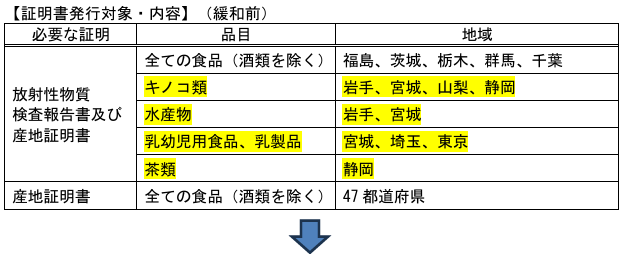 【証明書発行対象・内容】（緩和前）
必要な証明 品目 地域
放射性物質
検査報告書及び
産地証明書
全ての食品（酒類を除く） 福島、茨城、栃木、群馬、千葉
キノコ類 岩手、宮城、山梨、静岡
水産物 岩手、宮城
乳幼児用食品、乳製品 宮城、埼玉、東京
茶類 静岡
産地証明書 全ての食品（酒類を除く） 47 都道府県